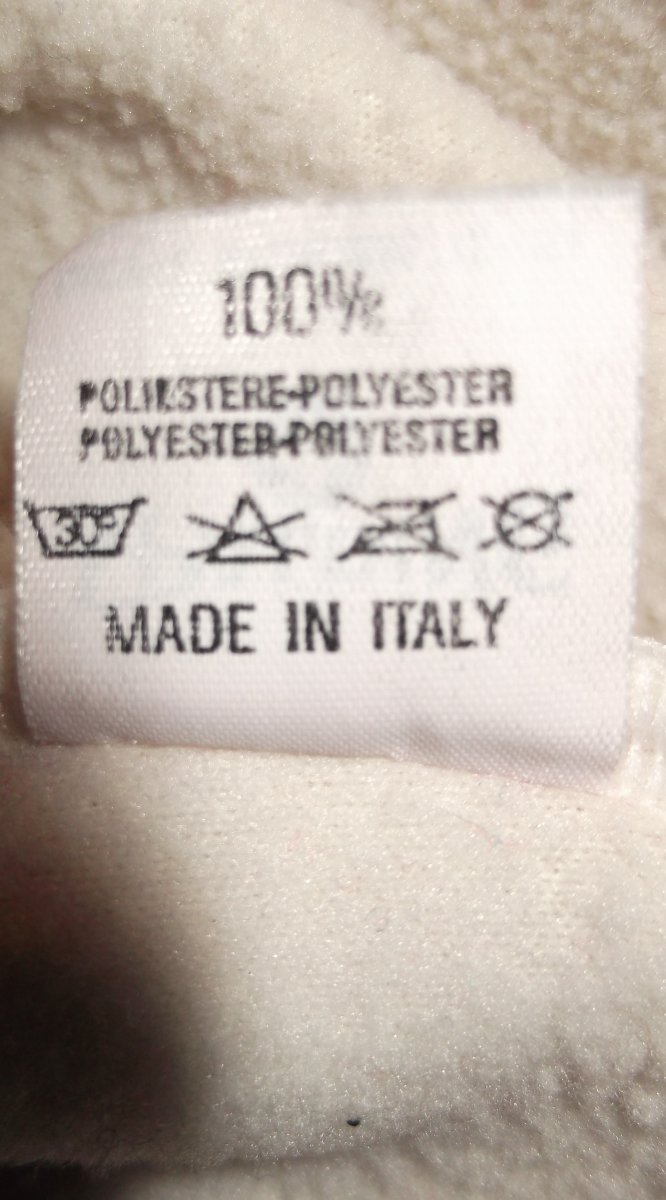 100%
POLIESTERE-POLYESTER
POLYESTER-POLYESTER
30°
MADE IN ITALY